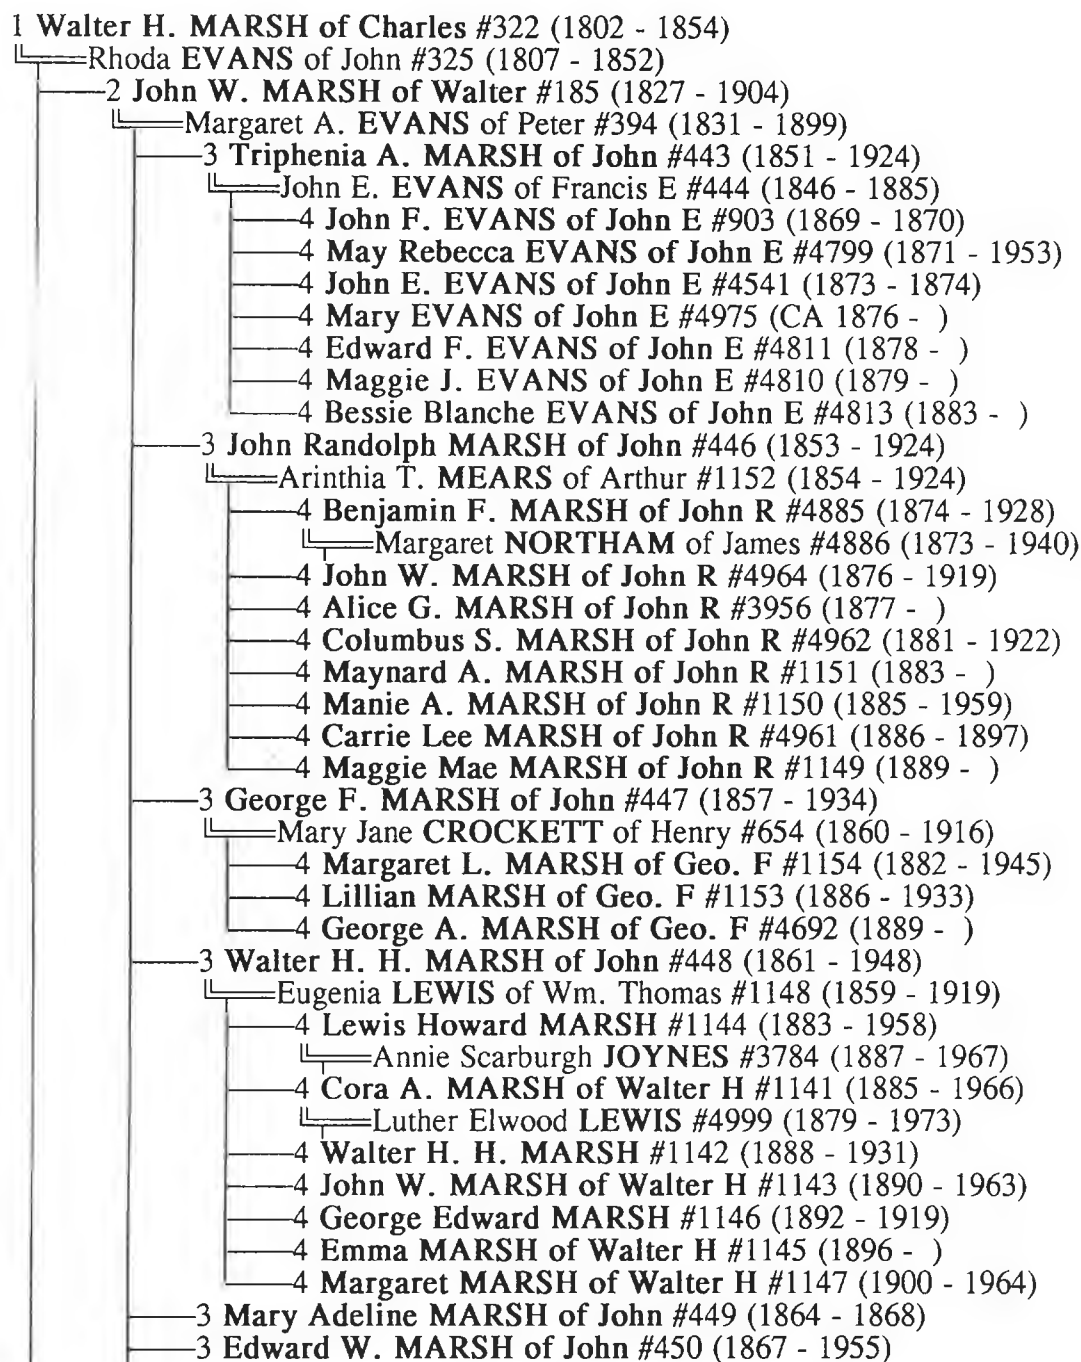 1 Walter H. MARSH of Charles #322 (1802 - 1854)
Rhoda EVANS of John #325 (1807 - 1852)
2 John W. MARSH of Walter #185 (1827 - 1904)
Margaret A. EVANS of Peter #394 (1831 - 1899)
3 Triphenia A. MARSH of John #443 (1851 - 1924)
John E. EVANS of Francis E #444 (1846 - 1885)
4 John F. EVANS of John E #903 (1869 - 1870)
4 May Rebecca EVANS of John E #4799 (1871 - 1953)
4 John E. EVANS of John E #4541 (1873 - 1874)
4 Mary EVANS of John E #4975 (CA 1876 - )
4 Edward F. EVANS of John E #4811 (1878 - )
4 Maggie J. EVANS of John E #4810 (1879 - )
4 Bessie Blanche EVANS of John E #4813 (1883 - )
3 John Randolph MARSH of John #446 (1853 - 1924)
Arinthia T. MEARS of Arthur #1152 (1854 - 1924)
4 Benjamin F. MARSH of John R #4885 (1874 - 1928)
Margaret NORTHAM of James #4886 (1873 - 1940)
4 John W. MARSH of John R #4964 (1876 - 1919)
4 Alice G. MARSH of John R #3956 (1877 - )
4 Columbus S. MARSH of John R #4962 (1881 - 1922)
4 Maynard A. MARSH of John R #1151 (1883 - )
4 Manie A. MARSH of John R #1150 (1885 - 1959)
4 Carrie Lee MARSH of John R #4961 (1886 - 1897)
4 Maggie Mae MARSH of John R #1149 (1889 - )
3 George F. MARSH of John #447 (1857 - 1934)
Mary Jane CROCKETT of Henry #654 (1860 - 1916)
4 Margaret L. MARSH of Geo. F #1154 (1882 - 1945)
4 Lillian MARSH of Geo. F #1153 (1886 - 1933)
4 George A. MARSH of Geo. F #4692 (1889 - )
3 Walter H. H. MARSH of John #448 (1861 - 1948)
Eugenia LEWIS of Wm. Thomas #1148 (1859 - 1919)
4 Lewis Howard MARSH #1144 (1883 - 1958)
Annie Scarburgh JOYNES #3784 (1887 - 1967)
4 Cora A. MARSH of Walter H #1141 (1885 - 1966)
Luther Elwood LEWIS #4999 (1879 - 1973)
4 Walter H. H. MARSH #1142 (1888 - 1931)
4 John W. MARSH of Walter H #1143 (1890 - 1963)
4 George Edward MARSH #1146 (1892 - 1919)
4 Emma MARSH of Walter H #1145 (1896 - )
4 Margaret MARSH of Walter H #1147 (1900 - 1964)
3 Mary Adeline MARSH of John #449 (1864 - 1868)
3 Edward W. MARSH of John #450 (1867 - 1955)